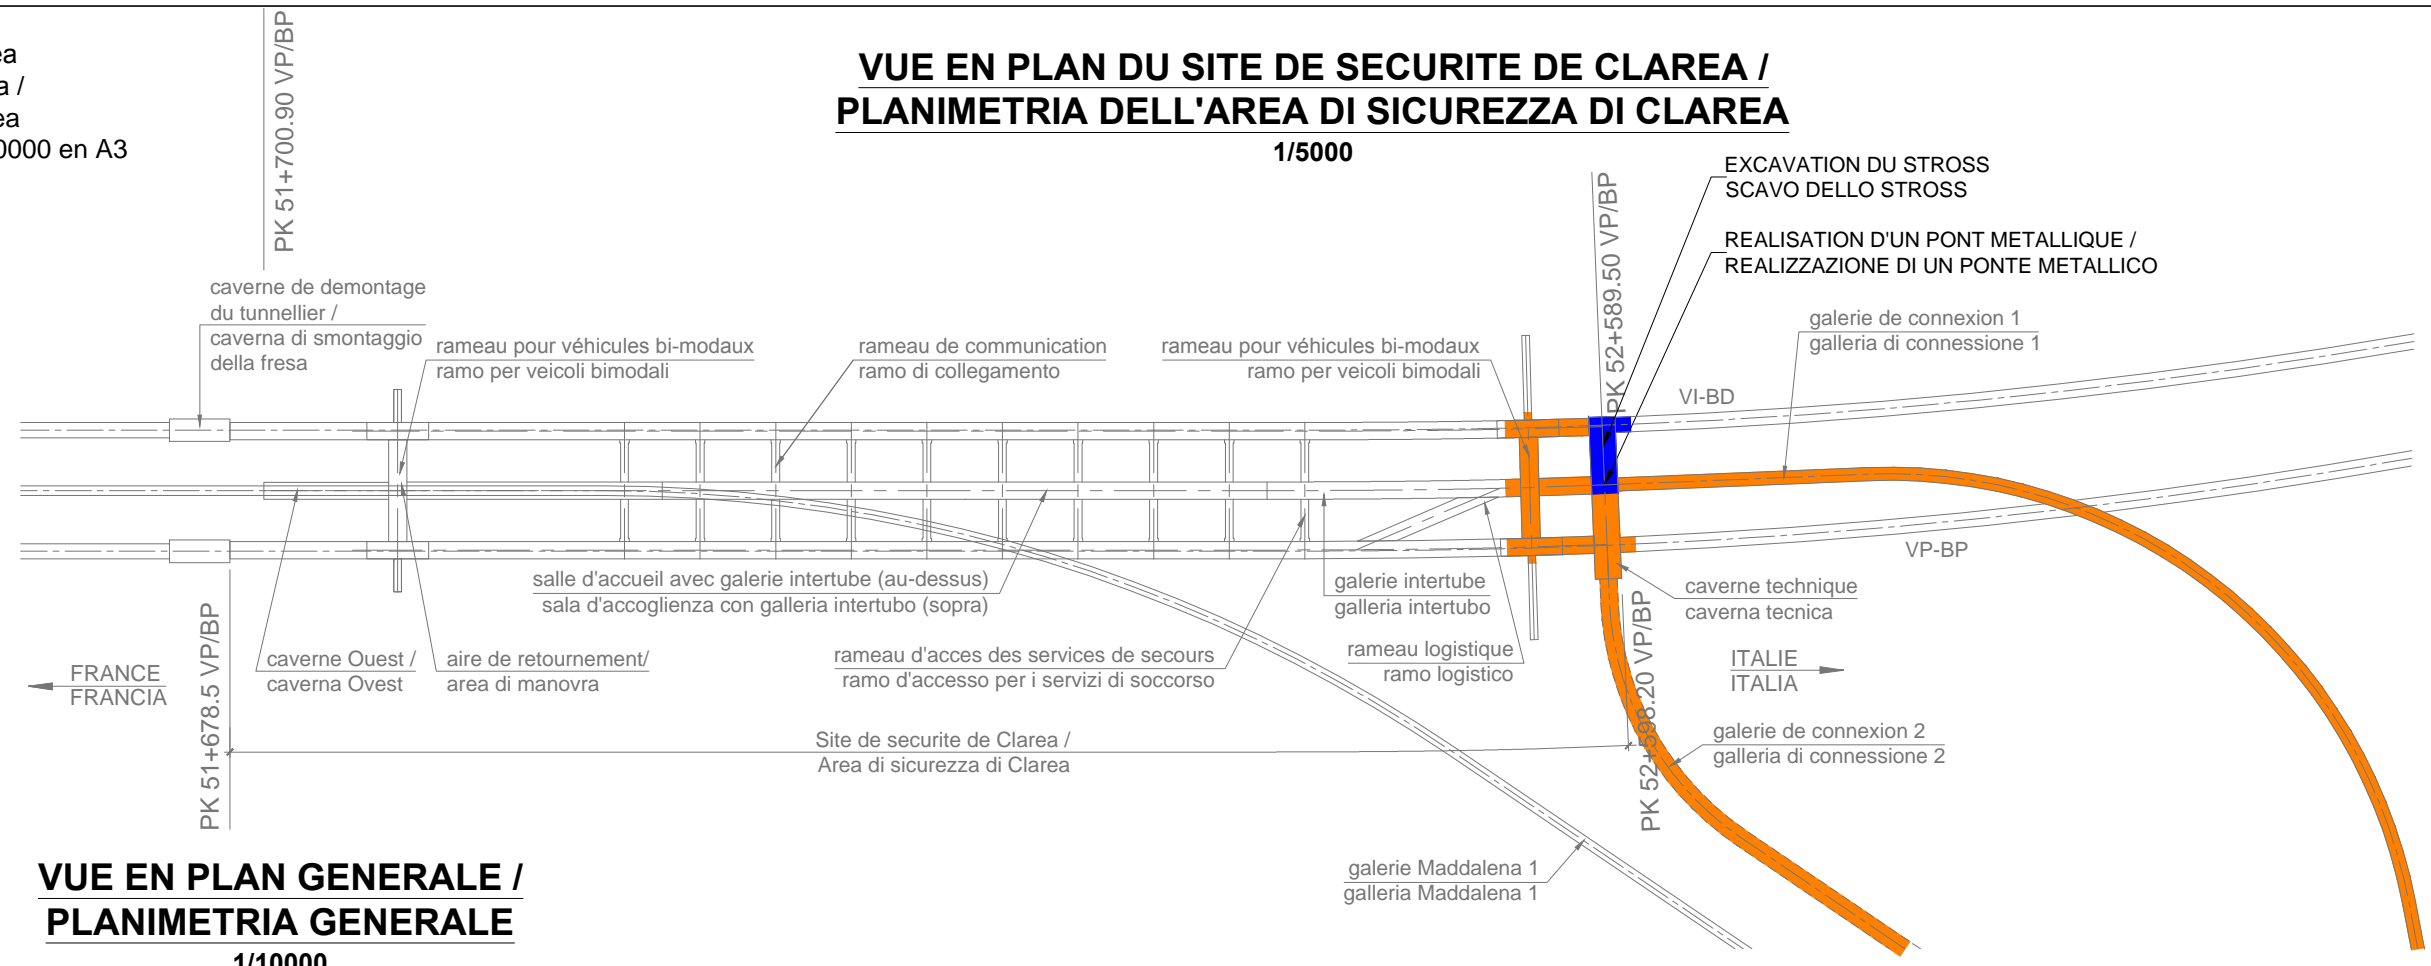 ea
a /
ea
0000 en A3
PK 51+700.90 VP/BP
VUE EN PLAN DU SITE DE SECURITE DE CLAREA /
PLANIMETRIA DELL'AREA DI SICUREZZA DI CLAREA
1/5000
EXCAVATION DU STROSS
SCAVO DELLO STROSS
REALISATION D'UN PONT METALLIQUE /
REALIZZAZIONE DI UN PONTE METALLICO
PK 52+589.50 VP/BP
caverne de demontage
du tunnellier /
caverna di smontaggio
della fresa
rameau pour véhicules bi-modaux
ramo per veicoli bimodali
rameau de communication
ramo di collegamento
rameau pour véhicules bi-modaux
ramo per veicoli bimodali
galerie de connexion 1
galleria di connessione 1
VI-BD
VP-BP
salle d'accueil avec galerie intertube (au-dessus)
sala d'accoglienza con galleria intertubo (sopra)
galerie intertube
galleria intertubo
caverne technique
caverna tecnica
FRANCE
FRANCIA
PK 51+678.5 VP/BP
caverne Ouest /
caverna Ovest
aire de retournement/
area di manovra
rameau d'acces des services de secours
ramo d'accesso per i servizi di soccorso
rameau logistique
ramo logistico
PK 52+598.20 VP/BP
ITALIE
ITALIA
Site de securite de Clarea /
Area di sicurezza di Clarea
galerie de connexion 2
galleria di connessione 2
galerie Maddalena 1
galleria Maddalena 1
VUE EN PLAN GENERALE /
PLANIMETRIA GENERALE
1/10000